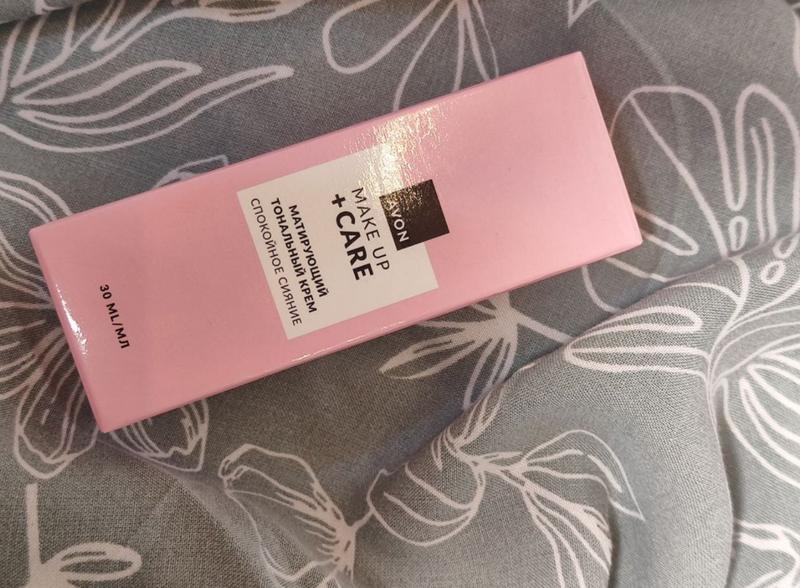 AVON
MAKE UP
+CARE
МАТИРУЮЩИЙ
ТОНАЛЬНЫЙ КРЕМ
СПОКОЙНОЕ СИЯНИЕ
30 ML/МЛ